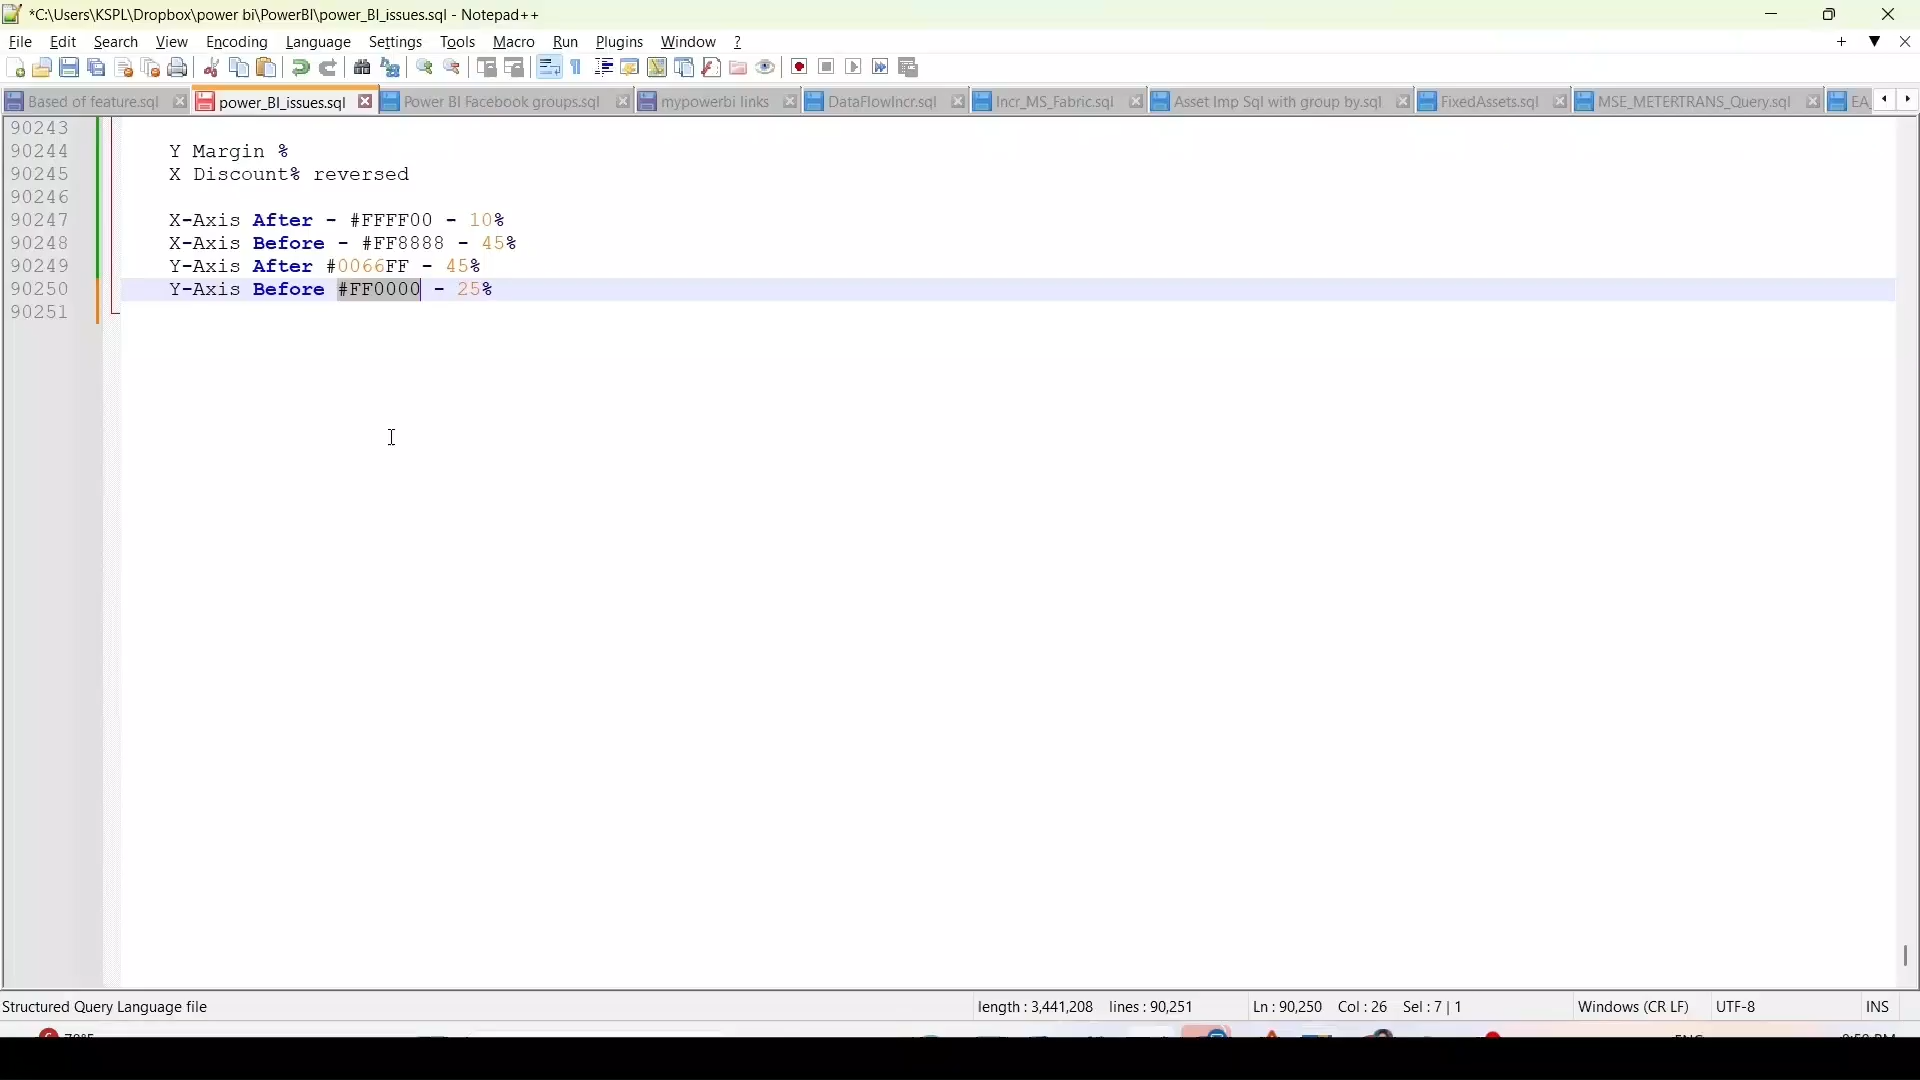 *C:\Users\KSPL\Dropbox\power bi\PowerBI\power_BI_issues.sql - Notepad++
File Edit Search View Encoding Language Settings Tools Macro Run Plugins Window ?
Based of feature.sql power_BI_issues.sql Power BI Facebook groups.sql mypowerbi links DataFlowIncr.sql Incr_MS_Fabric.sql Asset Imp Sql with group by.sql FixedAssets.sql MSE_METERTRANS_Query.sql EA_
90243
90244 Y Margin %
90245 X Discount% reversed
90246
90247 X-Axis After - #FFFF00 - 10%
90248 X-Axis Before - #FF8888 - 45%
90249 Y-Axis After #0066FF - 45%
90250 Y-Axis Before #FF0000 - 25%
90251
Structured Query Language file length : 3,441,208 lines : 90,251 Ln : 90,250 Col : 26 Sel : 7 | 1 Windows (CR LF) UTF-8 INS